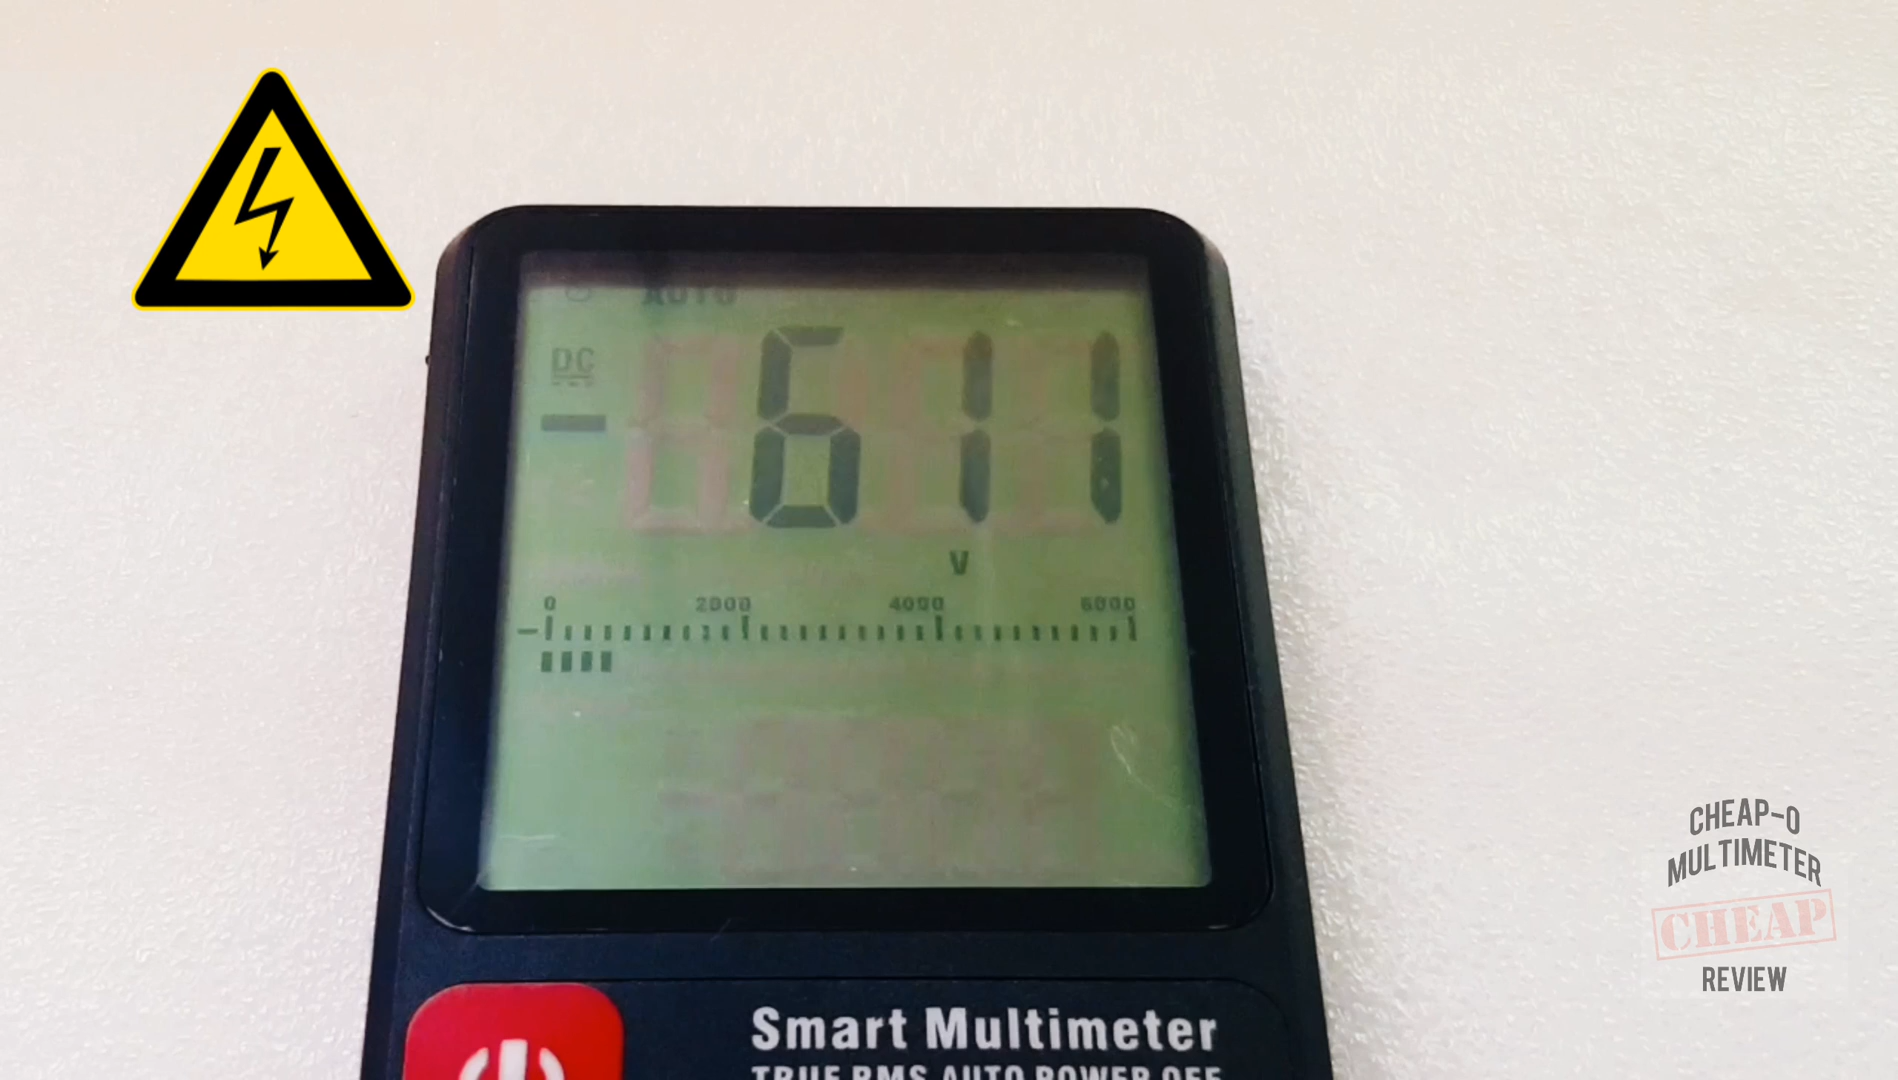 AUTO
DC
-611
V
0 2000 4000 6000
Smart Multimeter
TRUE RMS AUTO POWER OFF
CHEAP-O
MULTIMETER
CHEAP
REVIEW